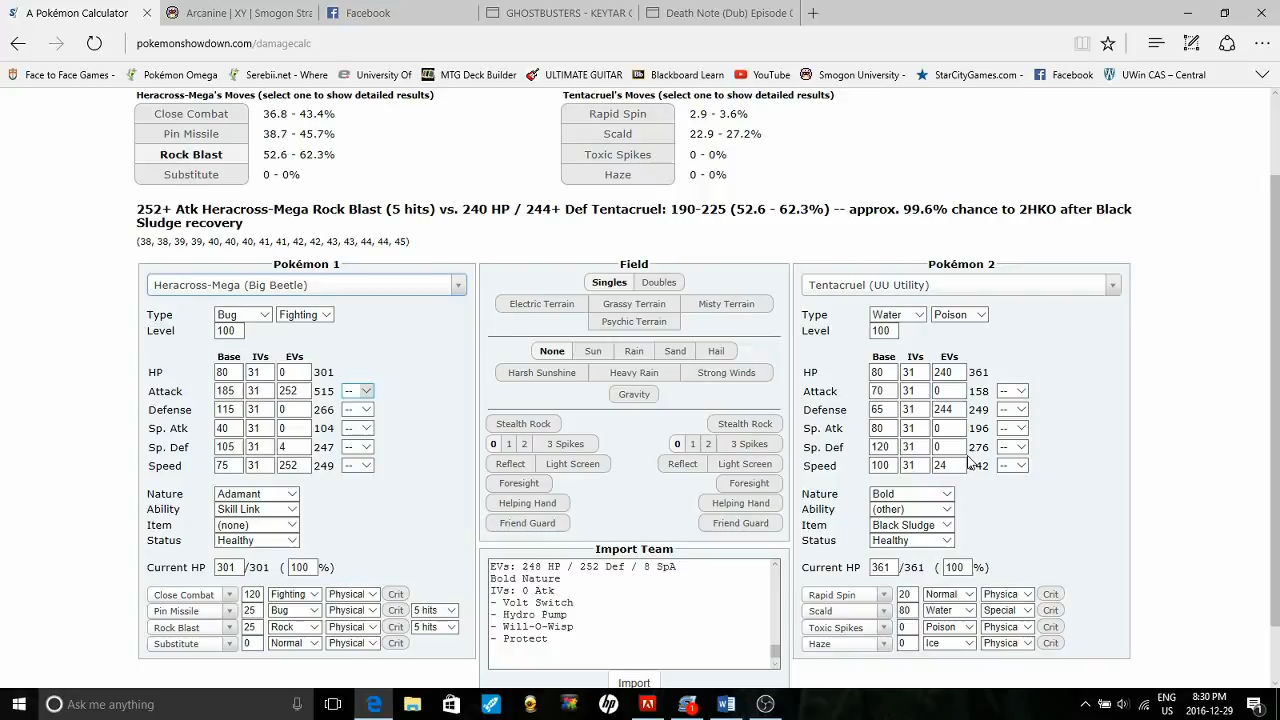 A Pokémon Calculator
Arcanine | XY | Smogon Stra
Facebook
GHOSTBUSTERS - KEYTAR C
Death Note (Dub) Episode
pokemonshowdown.com/damagecalc
Face to Face Games -
Pokémon Omega
Serebii.net - Where
University Of
MTG Deck Builder
ULTIMATE GUITAR
Blackboard Learn
YouTube
Smogon University -
StarCityGames.com -
Facebook
UWin CAS – Central
Heracross-Mega's Moves (select one to show detailed results)
Close Combat 36.8 - 43.4%
Pin Missile 38.7 - 45.7%
Rock Blast 52.6 - 62.3%
Substitute 0 - 0%
Tentacruel's Moves (select one to show detailed results)
Rapid Spin 2.9 - 3.6%
Scald 22.9 - 27.2%
Toxic Spikes 0 - 0%
Haze 0 - 0%
252+ Atk Heracross-Mega Rock Blast (5 hits) vs. 240 HP / 244+ Def Tentacruel: 190-225 (52.6 - 62.3%) -- approx. 99.6% chance to 2HKO after Black
Sludge recovery
(38, 38, 39, 39, 40, 40, 40, 41, 41, 42, 42, 43, 43, 44, 44, 45)
Pokémon 1
Heracross-Mega (Big Beetle)
Type Bug Fighting
Level 100
Base IVs EVs
HP 80 31 0 301
Attack 185 31 252 515 --
Defense 115 31 0 266 --
Sp. Atk 40 31 0 104 --
Sp. Def 105 31 4 247 --
Speed 75 31 252 249 --
Nature Adamant
Ability Skill Link
Item (none)
Status Healthy
Current HP 301 /301 ( 100 %)
Close Combat 120 Fighting Physical Crit
Pin Missile 25 Bug Physical Crit 5 hits
Rock Blast 25 Rock Physical Crit 5 hits
Substitute 0 Normal Physical Crit
Field
Singles Doubles
Electric Terrain Grassy Terrain Misty Terrain
Psychic Terrain
None Sun Rain Sand Hail
Harsh Sunshine Heavy Rain Strong Winds
Gravity
Stealth Rock Stealth Rock
0 1 2 3 Spikes 0 1 2 3 Spikes
Reflect Light Screen Reflect Light Screen
Foresight Foresight
Helping Hand Helping Hand
Friend Guard Friend Guard
Import Team
EVs: 248 HP / 252 Def / 8 SpA
Bold Nature
IVs: 0 Atk
- Volt Switch
- Hydro Pump
- Will-O-Wisp
- Protect
Import
Pokémon 2
Tentacruel (UU Utility)
Type Water Poison
Level 100
Base IVs EVs
HP 80 31 240 361
Attack 70 31 0 158 --
Defense 65 31 244 249 --
Sp. Atk 80 31 0 196 --
Sp. Def 120 31 0 276 --
Speed 100 31 24 42 --
Nature Bold
Ability (other)
Item Black Sludge
Status Healthy
Current HP 361 /361 ( 100 %)
Rapid Spin 20 Normal Physica Crit
Scald 80 Water Special Crit
Toxic Spikes 0 Poison Physica Crit
Haze 0 Ice Physica Crit
Ask me anything
ENG
US
8:30 PM
2016-12-29